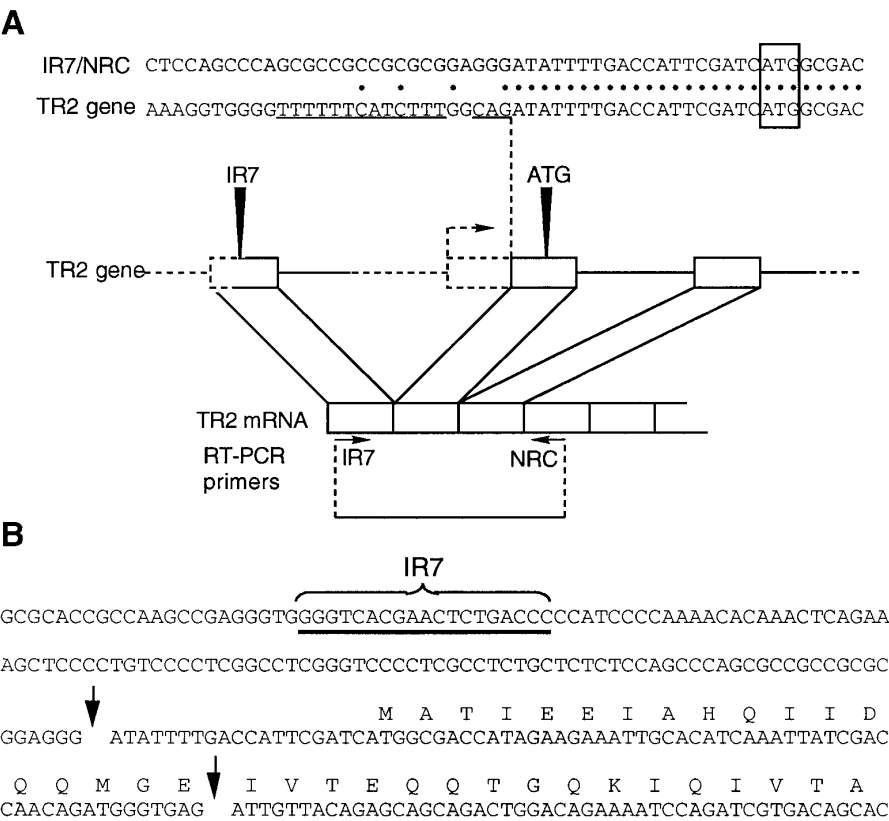 A
IR7/NRC CTCCAGCCCAGCGCCGCCGCGCGGAGGGATATTTTGACCATTCGATCATGGCGAC
TR2 gene AAAGGTGGGGTTTTTTCATCTTTGGCAGATATTTTGACCATTCGATCATGGCGAC
IR7 ATG
TR2 gene
TR2 mRNA
RT-PCR IR7 NRC
primers
B
IR7
GCGCACCGCCAAGCCGAGGGTGGGGTCACGAACTCTGACCCCCATCCCCAAAACACAAACTCAGAA
AGCTCCCCTGTCCCCTCGGCCTCGGGTCCCCTCGCCTCTGCTCTCTCCAGCCCAGCGCCGCCGCGC
M A T I E E I A H Q I I D
GGAGGG ATATTTTGACCATTCGATCATGGCGACCATAGAAGAAATTGCACATCAAATTATCGAC
Q Q M G E I V T E Q Q T G Q K I Q I V T A
CAACAGATGGGTGAG ATTGTTACAGAGCAGCAGACTGGACAGAAAATCCAGATCGTGACAGCAC